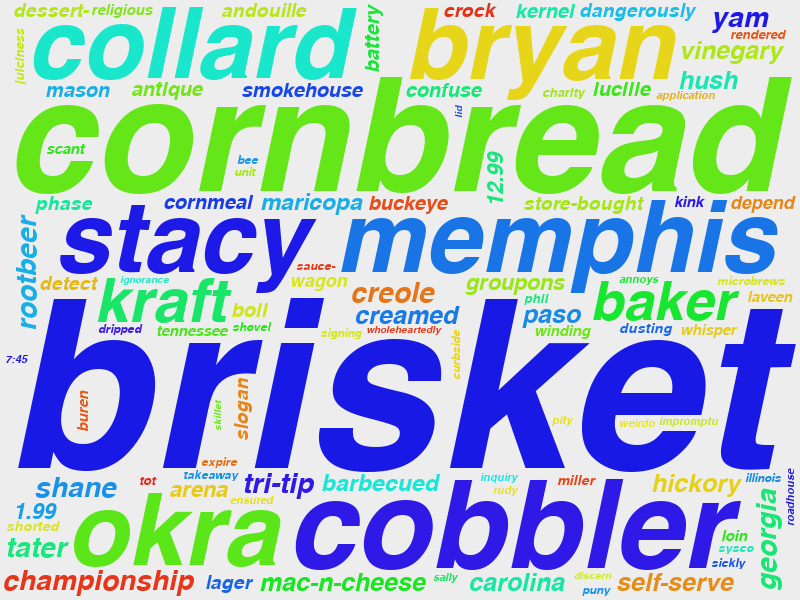 dessert-
religious
andouille
battery
crock
kernel
dangerously
yam
rendered
juiciness
collard
bryan
vinegary
mason
antique
smokehouse
confuse
charity
lucille
hush
application
cornbread
scant
bee
unit
lid
12.99
phase
cornmeal
maricopa
buckeye
store-bought
kink
depend
rootbeer
stacy
memphis
sauce-
detect
ignorance
wagon
creole
groupons
annoys
microbrews
kraft
boil
creamed
phil
paso
baker
laveen
dripped
tennessee
shovel
signing
wholeheartedly
curbside
winding
dusting
whisper
7:45
brisket
buren
skillet
slogan
pity
weirdo
impromptu
expire
takeaway
shane
tot
arena
tri-tip
barbecued
inquiry
rudy
miller
hickory
illinois
roadhouse
1.99
ensured
shorted
okra
cobbler
georgia
tater
loin
sysco
sickly
championship
lager
mac-n-cheese
sally
carolina
discern
puny
self-serve